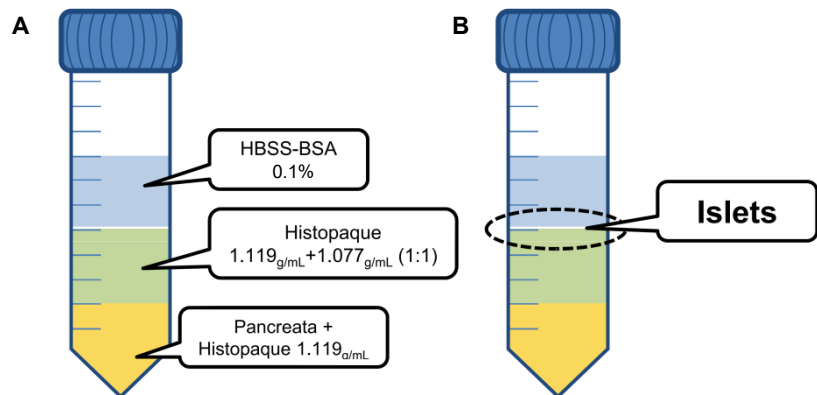 A
B
HBSS-BSA
0.1%
Histopaque
1.119g/mL+1.077g/mL (1:1)
Pancreata +
Histopaque 1.119g/mL
Islets